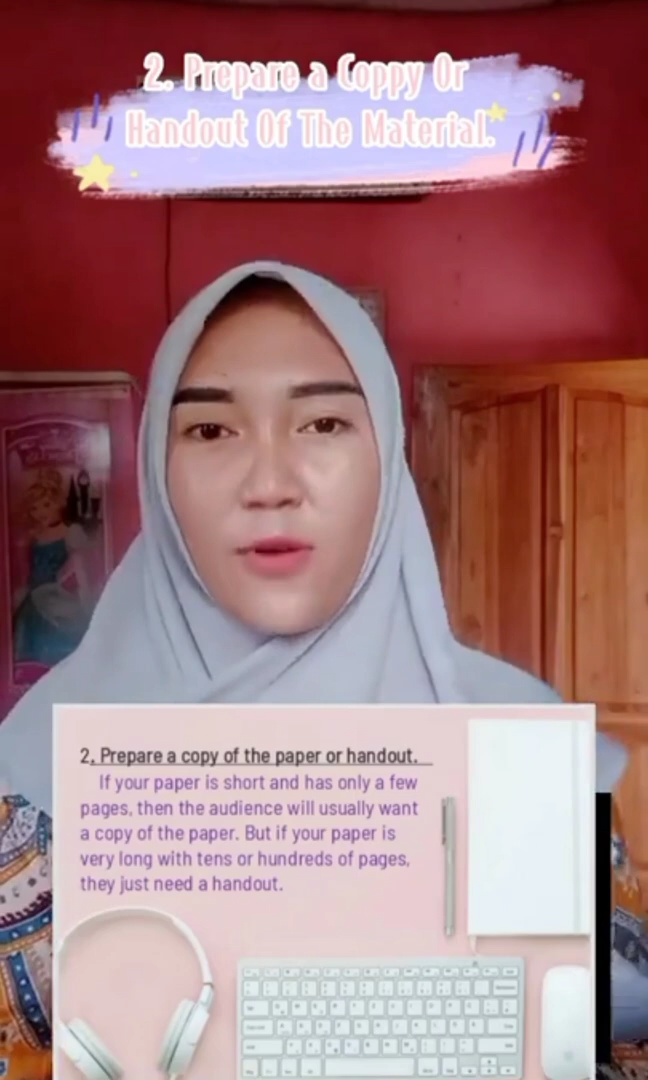 2. Prepare a Coppy Or
Handout Of The Material.
2. Prepare a copy of the paper or handout.
If your paper is short and has only a few
pages, then the audience will usually want
a copy of the paper. But if your paper is
very long with tens or hundreds of pages,
they just need a handout.